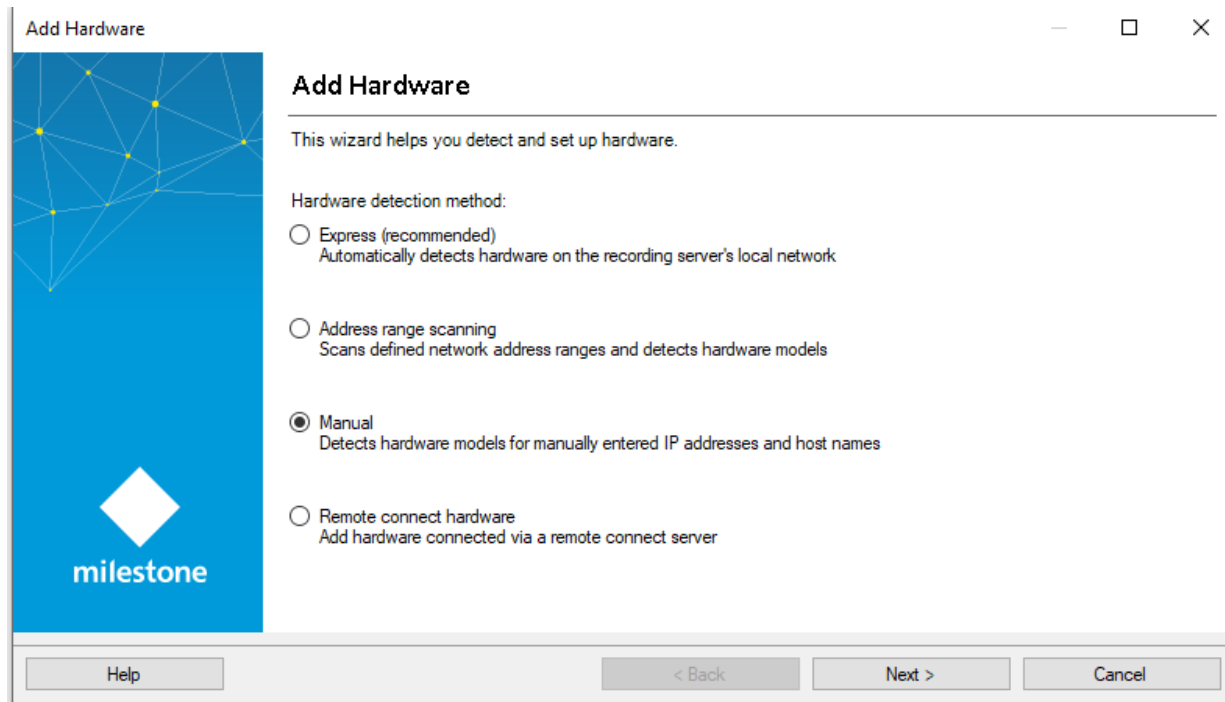 Add Hardware
Add Hardware
This wizard helps you detect and set up hardware.
Hardware detection method:
Express (recommended)
Automatically detects hardware on the recording server's local network
Address range scanning
Scans defined network address ranges and detects hardware models
Manual
Detects hardware models for manually entered IP addresses and host names
Remote connect hardware
Add hardware connected via a remote connect server
milestone
Help
< Back
Next >
Cancel